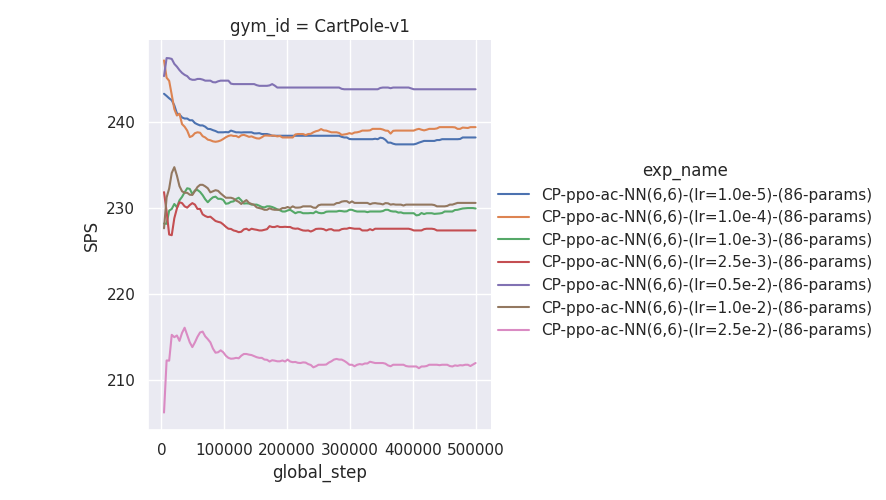 gym_id = CartPole-v1
SPS
240
230
220
210
0 100000 200000 300000 400000 500000
global_step
exp_name
CP-ppo-ac-NN(6,6)-(lr=1.0e-5)-(86-params)
CP-ppo-ac-NN(6,6)-(lr=1.0e-4)-(86-params)
CP-ppo-ac-NN(6,6)-(lr=1.0e-3)-(86-params)
CP-ppo-ac-NN(6,6)-(lr=2.5e-3)-(86-params)
CP-ppo-ac-NN(6,6)-(lr=0.5e-2)-(86-params)
CP-ppo-ac-NN(6,6)-(lr=1.0e-2)-(86-params)
CP-ppo-ac-NN(6,6)-(lr=2.5e-2)-(86-params)